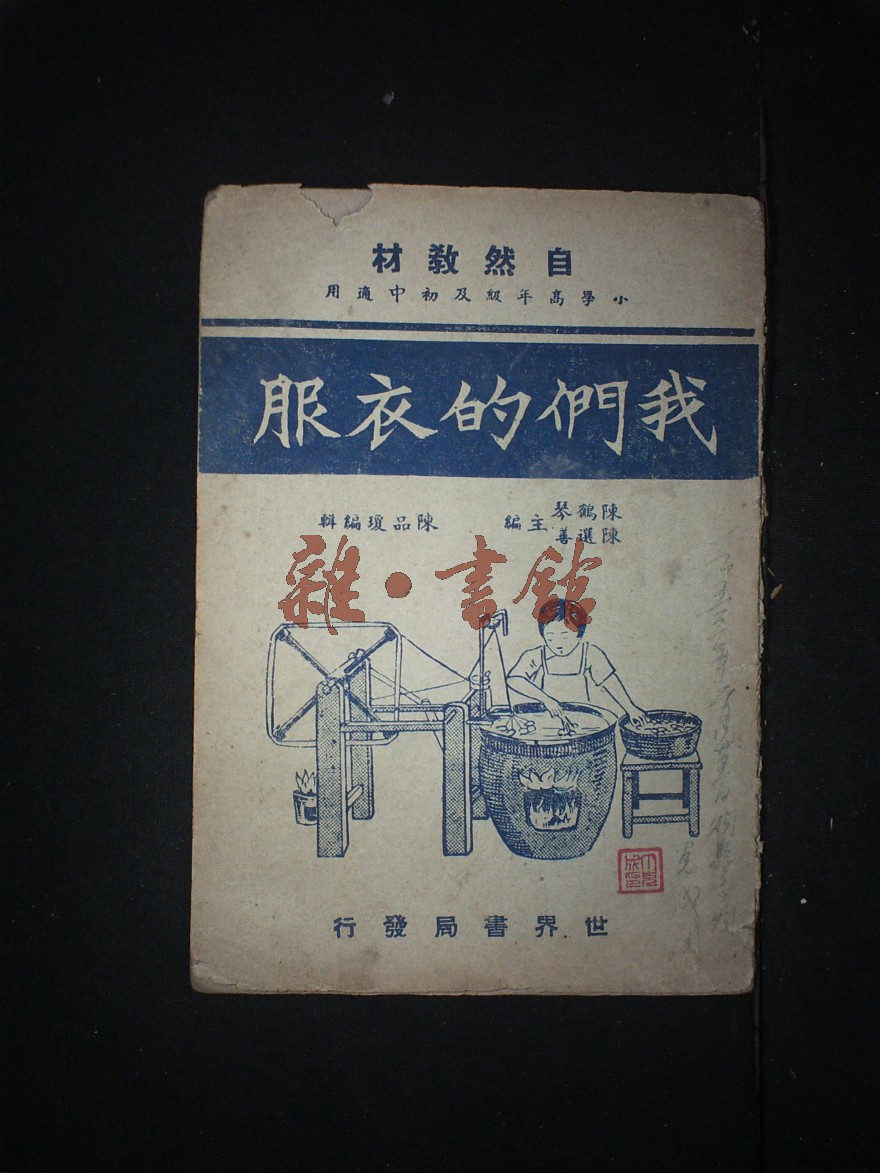 自然教材
小學高年級及初中適用
我們的衣服
陳鶴琴
陳選善
主編
陳品瓊編輯
雜·書館
世界書局發行